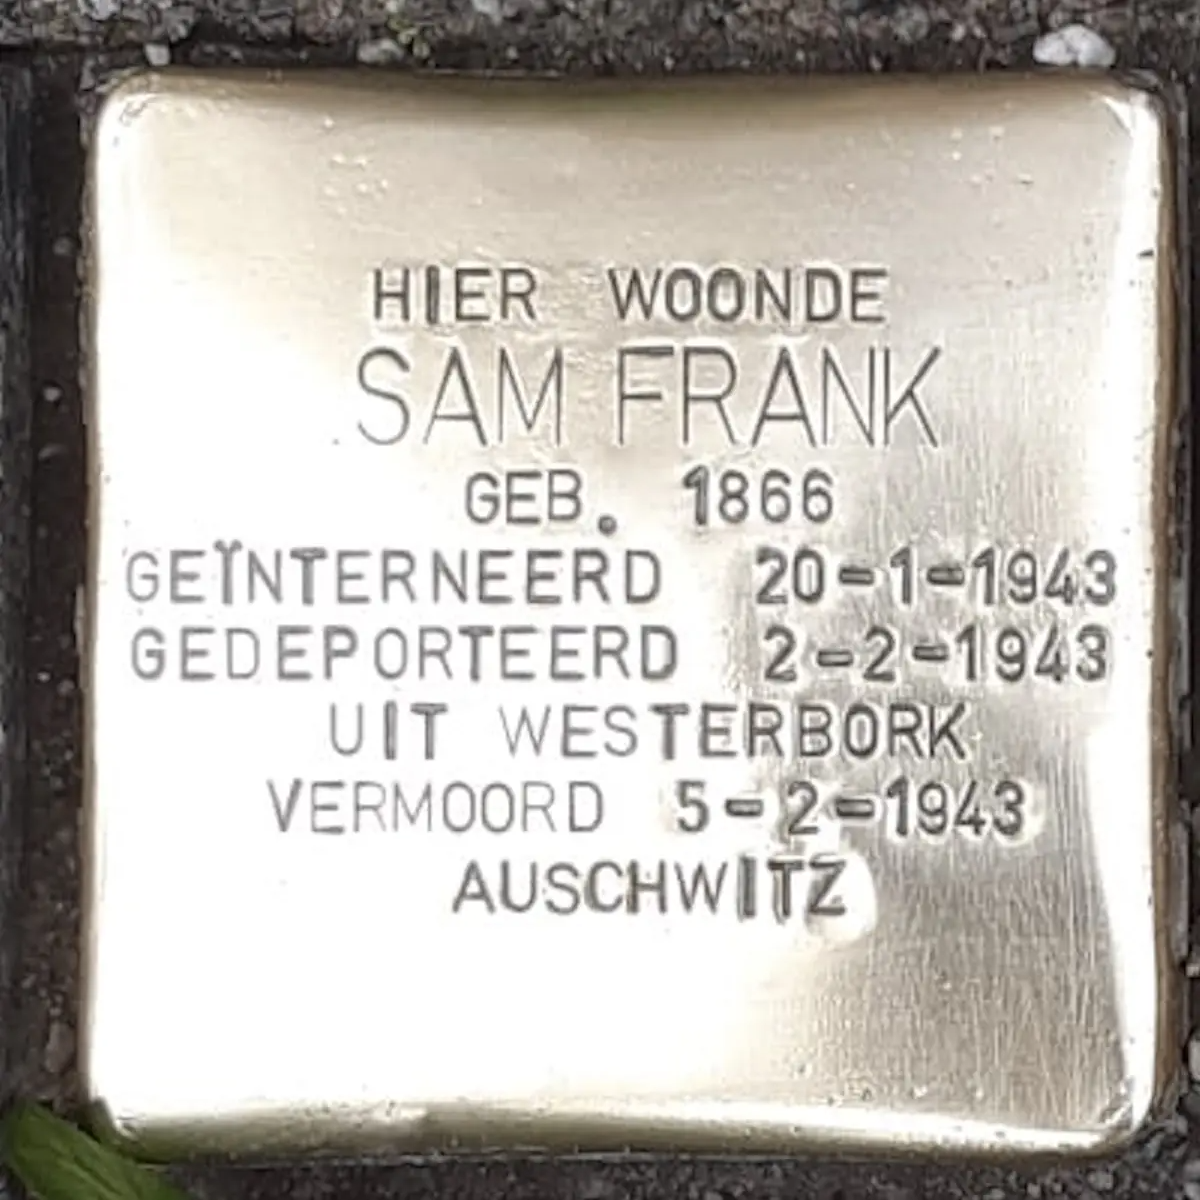 HIER WOONDE
SAM FRANK
GEB. 1866
GEÏNTERNEERD 20-1-1943
GEDEPORTEERD 2-2-1943
UIT WESTERBORK
VERMOORD 5-2-1943
AUSCHWITZ